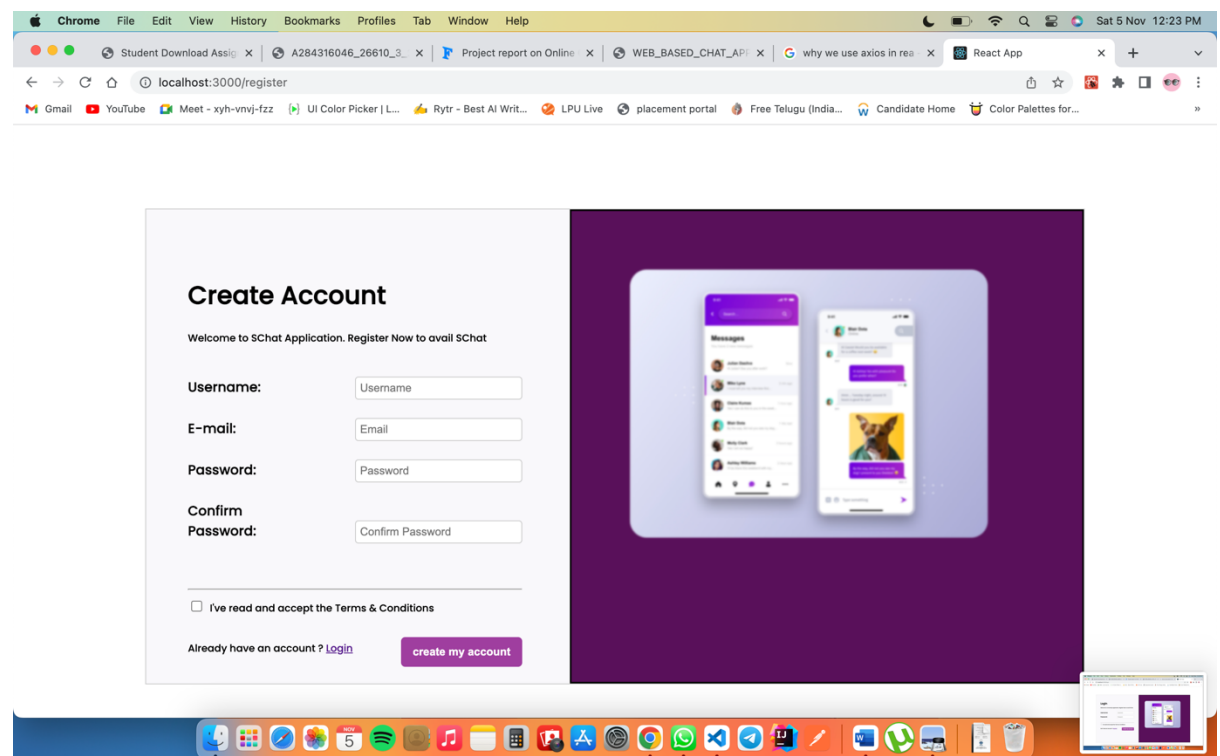 Chrome File Edit View History Bookmarks Profiles Tab Window Help Sat 5 Nov 12:23 PM
Student Download Assig A284316046_26610_3_ Project report on Online WEB_BASED_CHAT_APP why we use axios in rea React App
localhost:3000/register
Gmail YouTube Meet - xyh-vnvj-fzz UI Color Picker | L... Rytr - Best AI Writ... LPU Live placement portal Free Telugu (India... Candidate Home Color Palettes for... »
Create Account
Welcome to SChat Application. Register Now to avail SChat
Username: Username
E-mail: Email
Password: Password
Confirm
Password: Confirm Password
I've read and accept the Terms & Conditions
Already have an account ? Login create my account
Messages
NOV
5